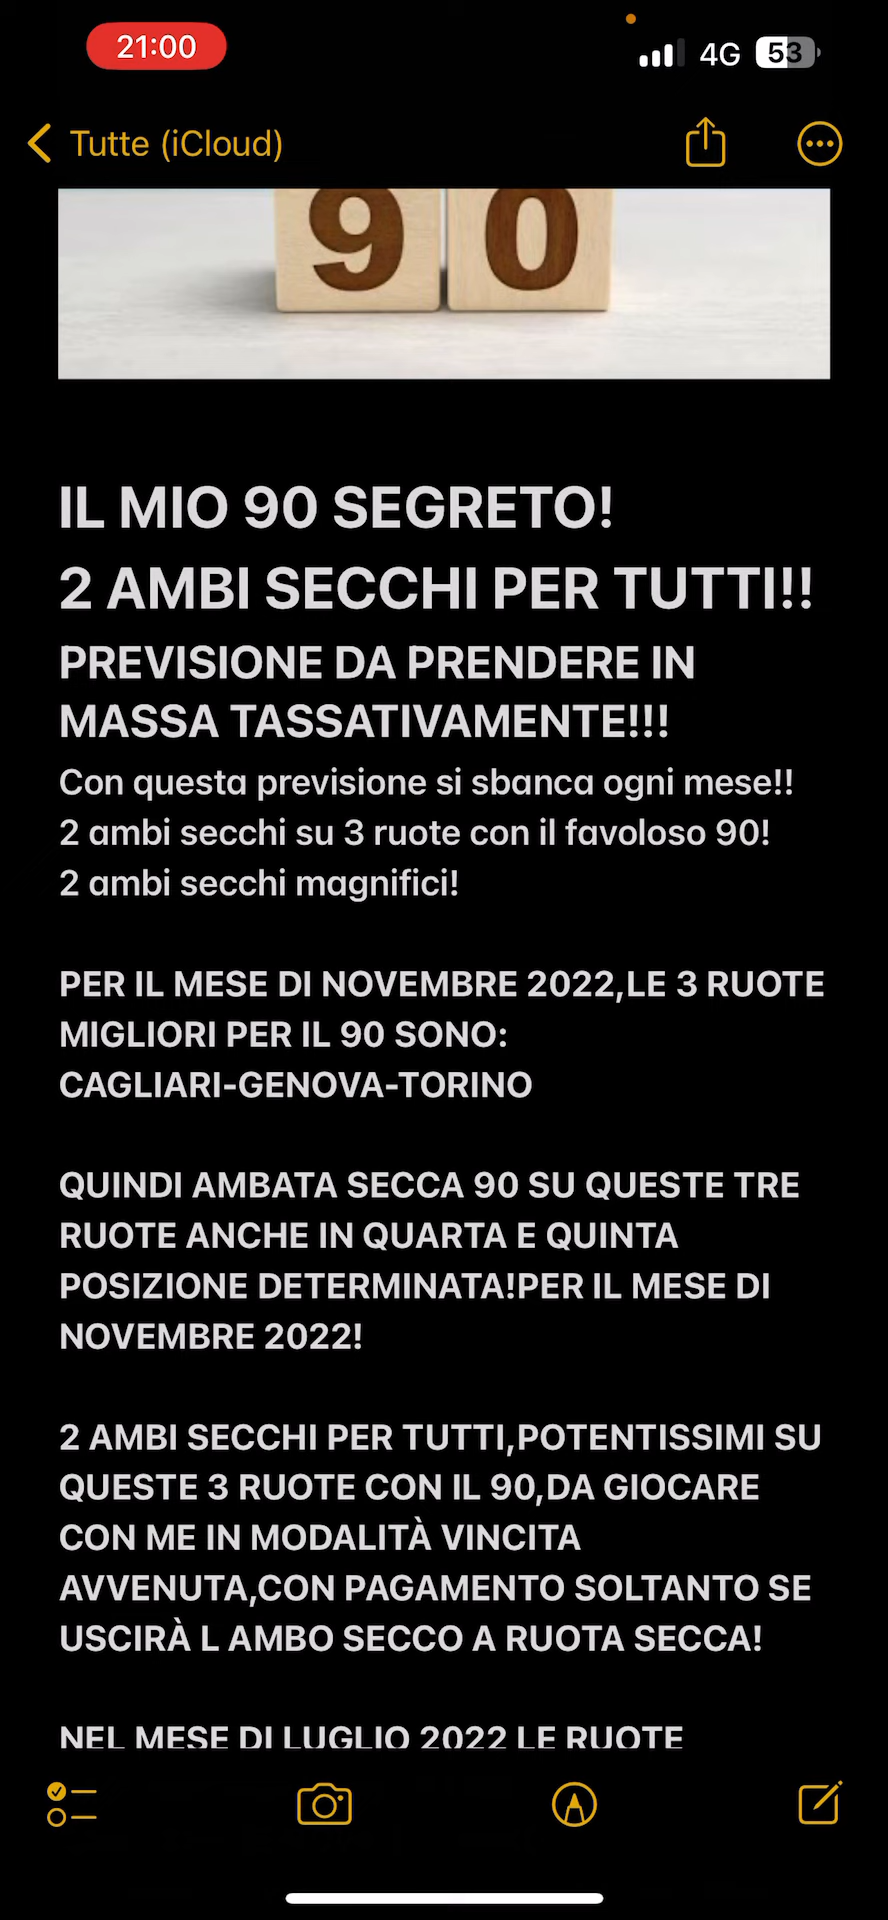 21:00
4G 53
Tutte (iCloud)
90
IL MIO 90 SEGRETO!
2 AMBI SECCHI PER TUTTI!!
PREVISIONE DA PRENDERE IN
MASSA TASSATIVAMENTE!!!
Con questa previsione si sbanca ogni mese!!
2 ambi secchi su 3 ruote con il favoloso 90!
2 ambi secchi magnifici!
PER IL MESE DI NOVEMBRE 2022,LE 3 RUOTE
MIGLIORI PER IL 90 SONO:
CAGLIARI-GENOVA-TORINO
QUINDI AMBATA SECCA 90 SU QUESTE TRE
RUOTE ANCHE IN QUARTA E QUINTA
POSIZIONE DETERMINATA!PER IL MESE DI
NOVEMBRE 2022!
2 AMBI SECCHI PER TUTTI,POTENTISSIMI SU
QUESTE 3 RUOTE CON IL 90,DA GIOCARE
CON ME IN MODALITÀ VINCITA
AVVENUTA,CON PAGAMENTO SOLTANTO SE
USCIRÀ L AMBO SECCO A RUOTA SECCA!
NEL MESE DI LUGLIO 2022 LE RUOTE